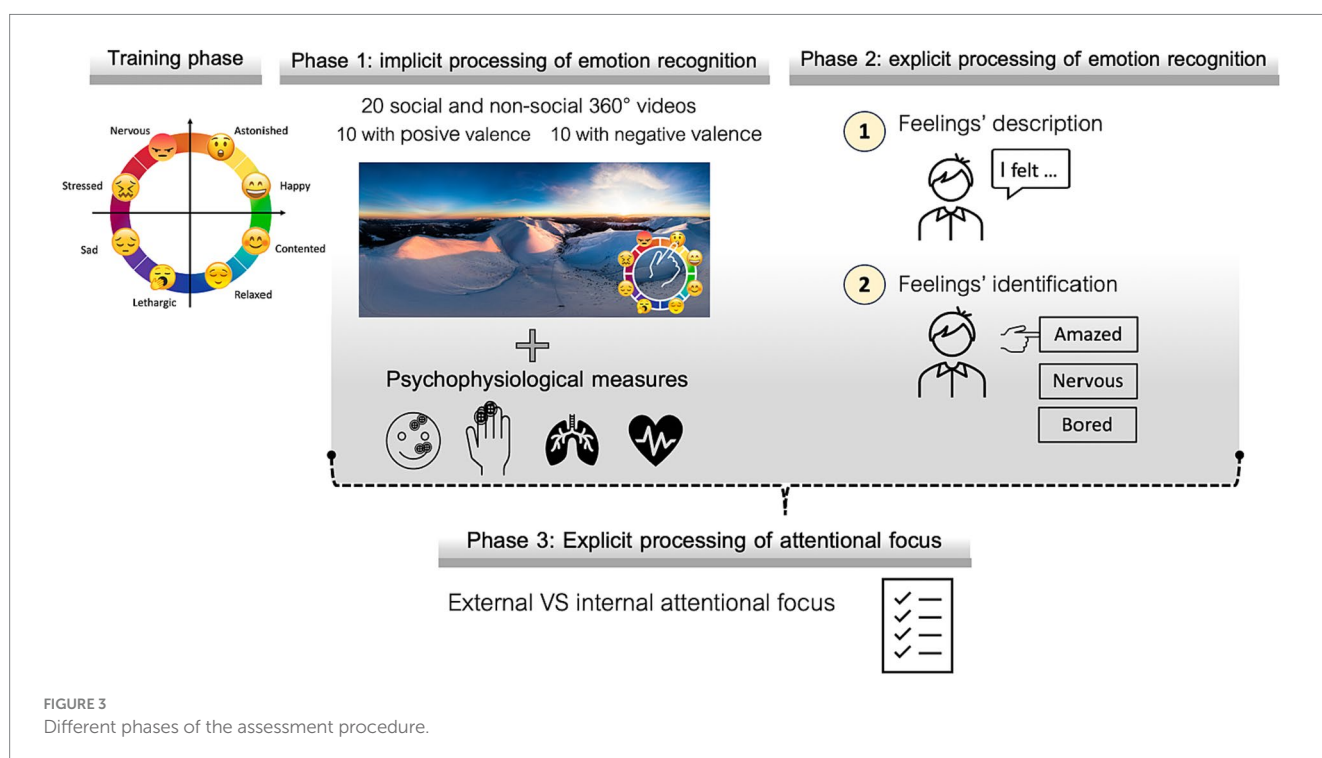 Training phase
Nervous
Astonished
Stressed
Happy
Sad
Contented
Lethargic
Relaxed
Phase 1: implicit processing of emotion recognition
20 social and non-social 360° videos
10 with posive valence 10 with negative valence
Psychophysiological measures
Phase 2: explicit processing of emotion recognition
1 Feelings’ description
I felt ...
2 Feelings’ identification
Amazed
Nervous
Bored
Phase 3: Explicit processing of attentional focus
External VS internal attentional focus
FIGURE 3
Different phases of the assessment procedure.